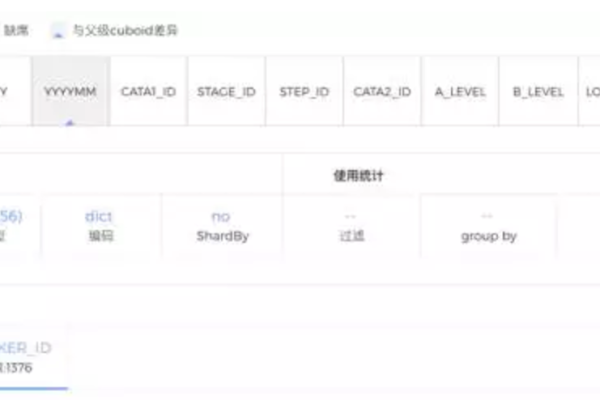 缺席 与父级cuboid差异
Y YYYYMM CATA1_ID STAGE_ID STEP_ID CATA2_ID A_LEVEL B_LEVEL LO
使用统计
56) dict no -- --
型 编码 ShardBy 过滤 group by
KER_ID
:1376